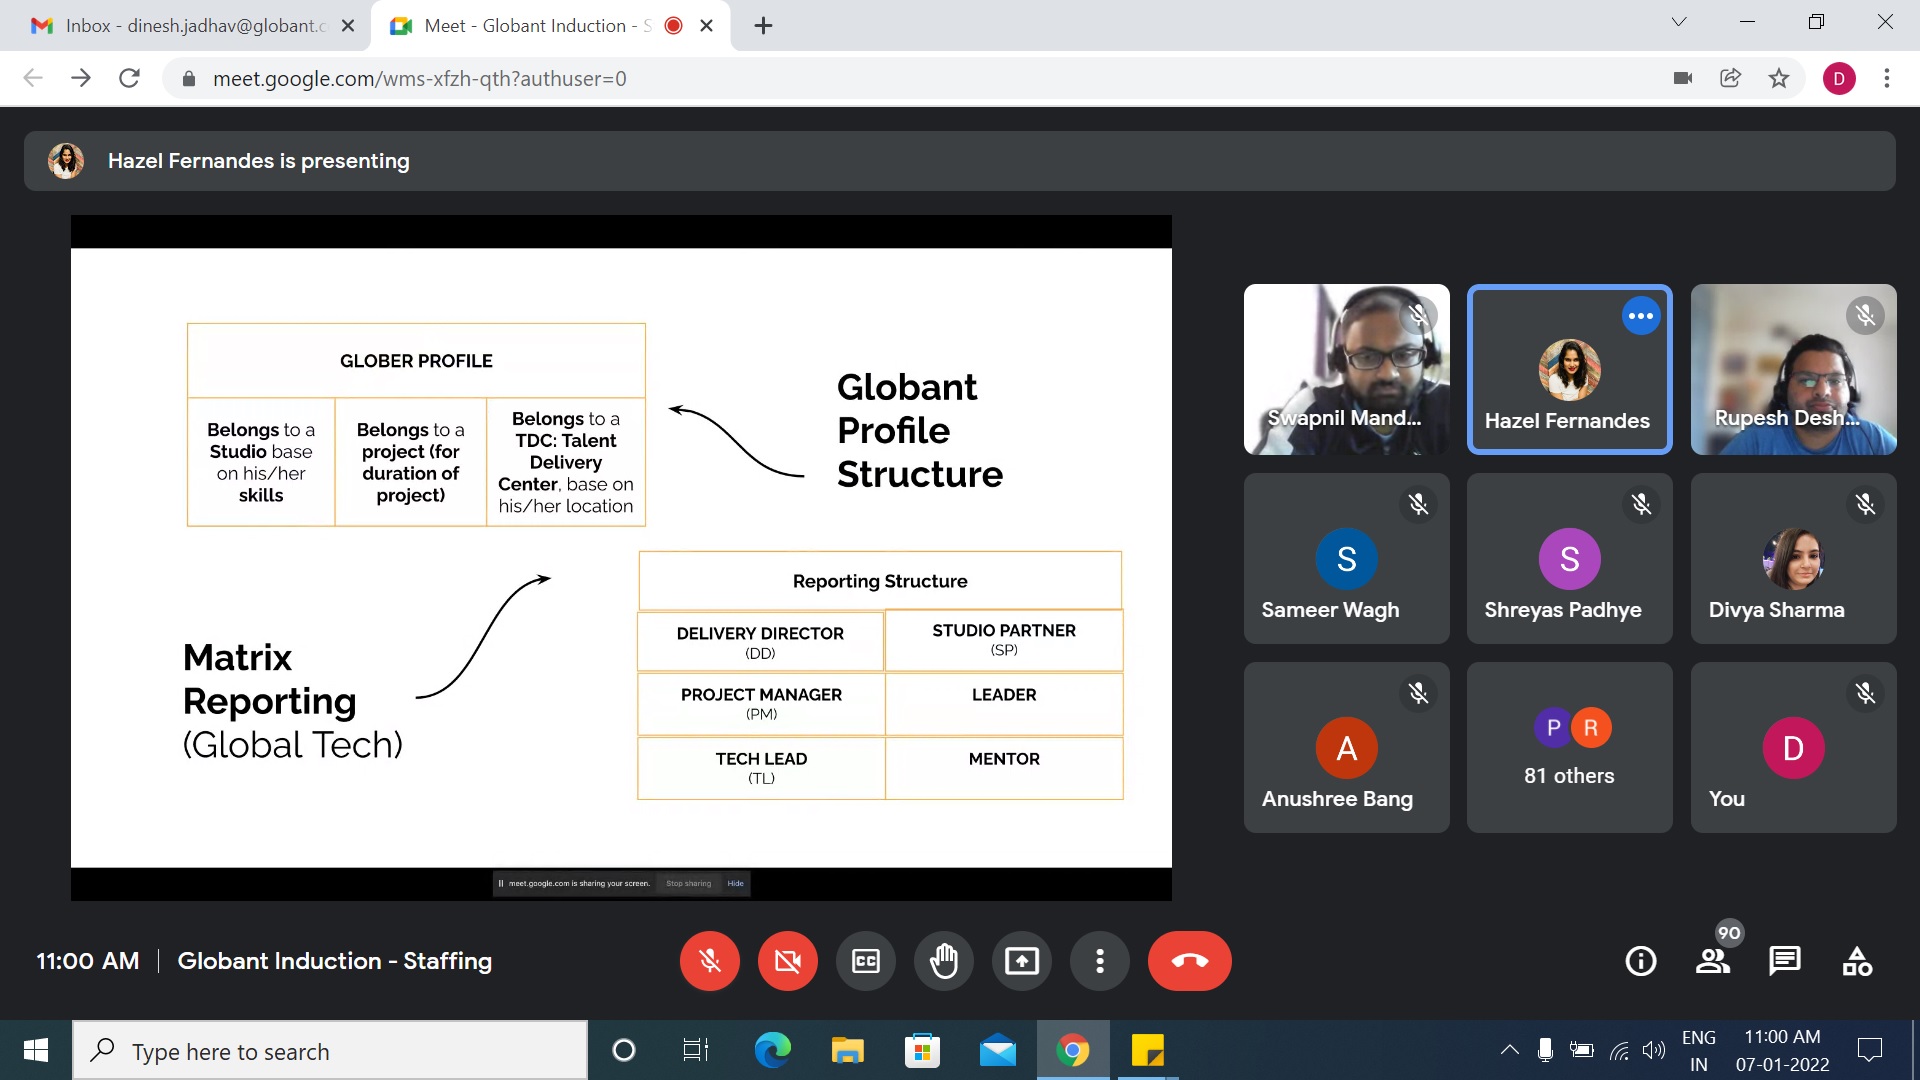 Inbox - dinesh.jadhav@globant.c
Meet - Globant Induction - S
meet.google.com/wms-xfzh-qth?authuser=0
D
Hazel Fernandes is presenting
GLOBER PROFILE
Belongs to a
Studio base
on his/her
skills
Belongs to a
project (for
duration of
project)
Belongs to a
TDC: Talent
Delivery
Center, base on
his/her location
Globant
Profile
Structure
Matrix
Reporting
(Global Tech)
Reporting Structure
DELIVERY DIRECTOR
(DD)
STUDIO PARTNER
(SP)
PROJECT MANAGER
(PM)
LEADER
TECH LEAD
(TL)
MENTOR
meet.google.com is sharing your screen.
Stop sharing
Hide
Swapnil Mand...
Hazel Fernandes
Rupesh Desh...
S
Sameer Wagh
S
Shreyas Padhye
Divya Sharma
A
Anushree Bang
P R
81 others
D
You
11:00 AM | Globant Induction - Staffing
CC
90
Type here to search
ENG
IN
11:00 AM
07-01-2022